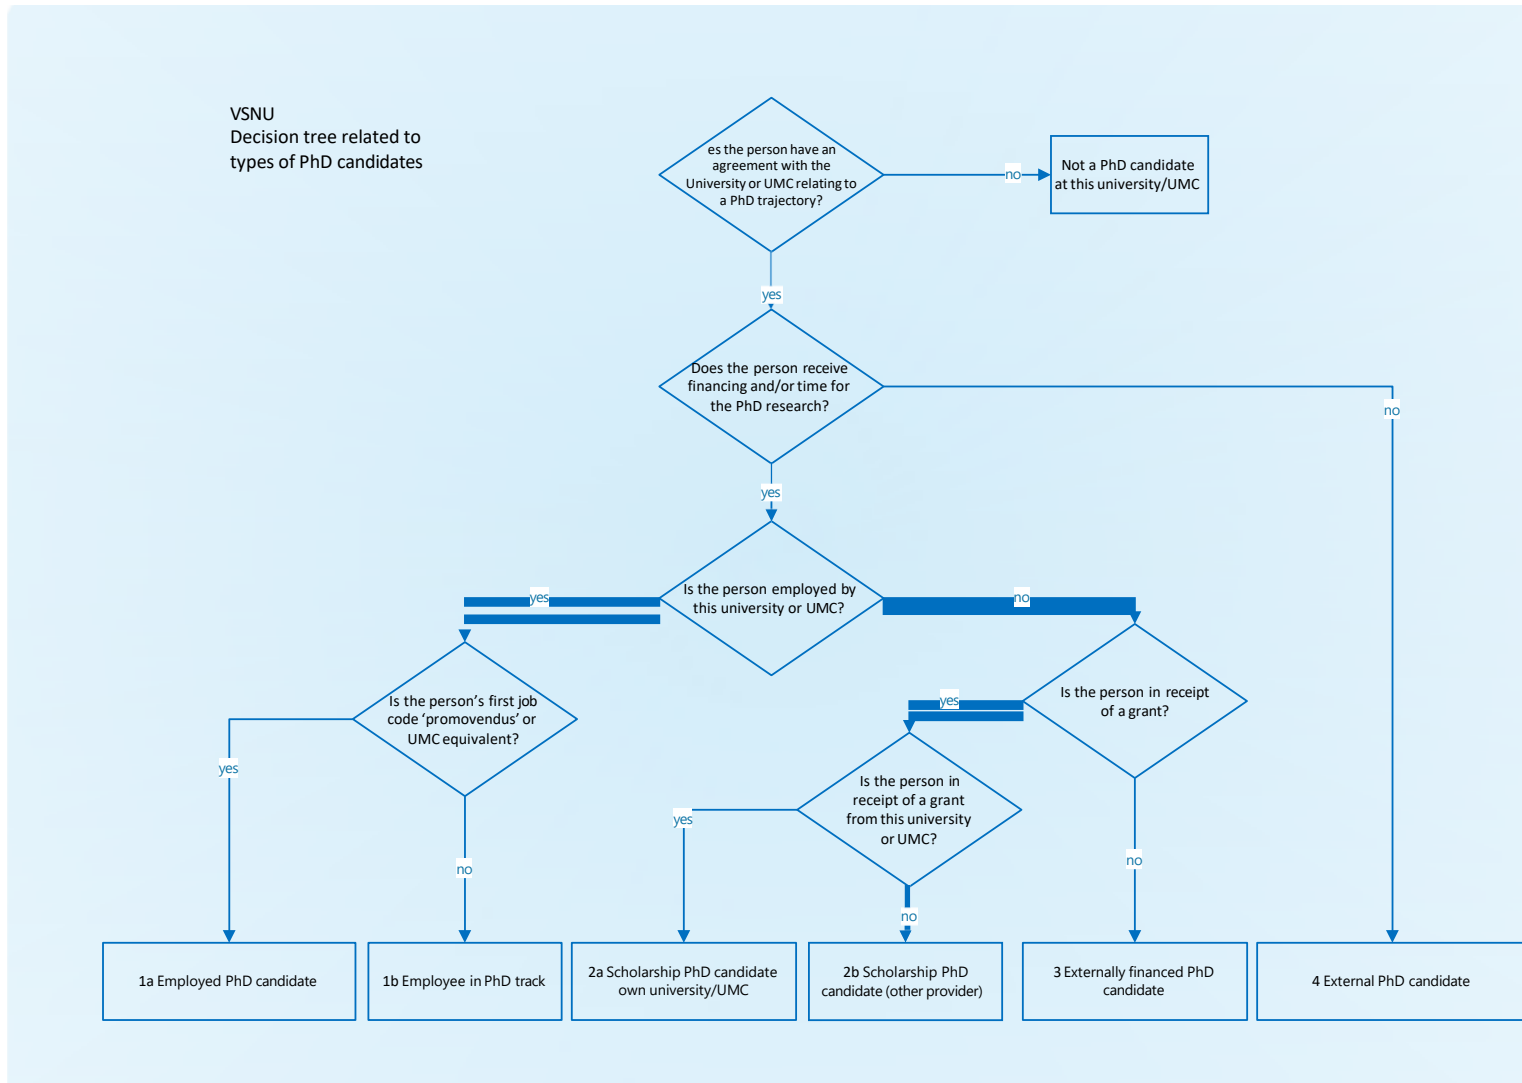 VSNU
Decision tree related to
types of PhD candidates
es the person have an
agreement with the
University or UMC relating to
a PhD trajectory?
no
Not a PhD candidate
at this university/UMC
yes
Does the person receive
financing and/or time for
the PhD research?
no
yes
Is the person employed by
this university or UMC?
yes
no
Is the person's first job
code ‘promovendus’ or
UMC equivalent?
Is the person in receipt
of a grant?
yes
yes
Is the person in
receipt of a grant
from this university
or UMC?
yes
no
no
no
1a Employed PhD candidate
1b Employee in PhD track
2a Scholarship PhD candidate
own university/UMC
2b Scholarship PhD
candidate (other provider)
3 Externally financed PhD
candidate
4 External PhD candidate